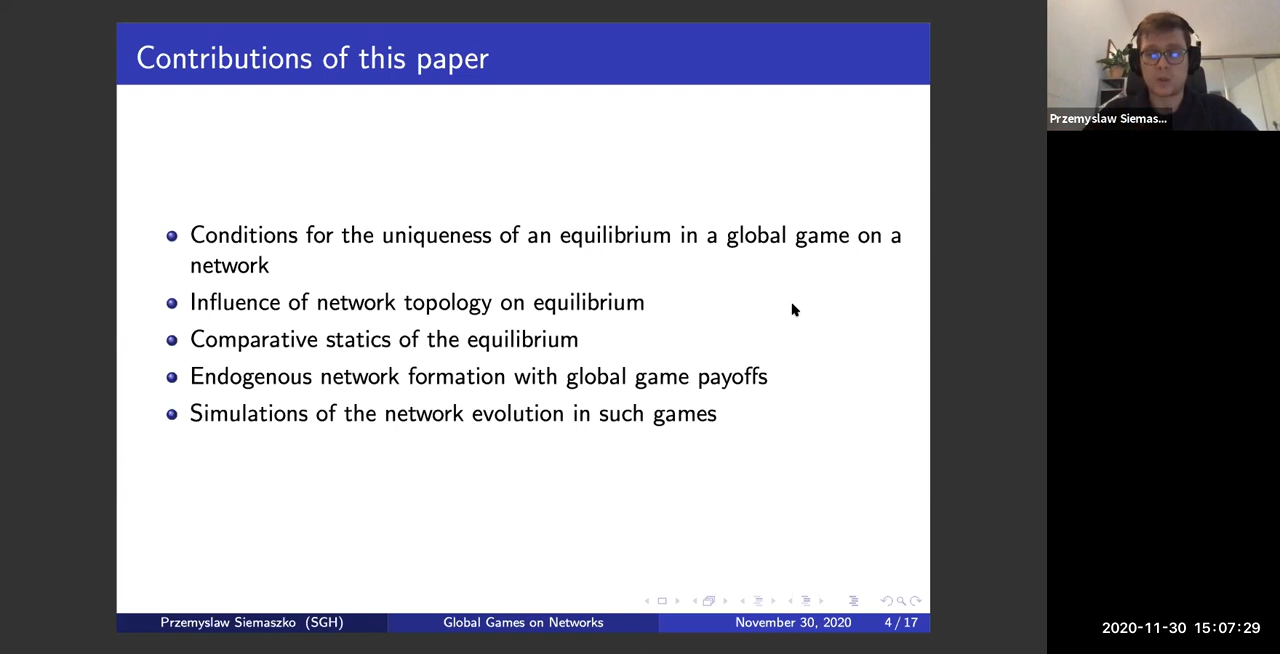 Contributions of this paper
Conditions for the uniqueness of an equilibrium in a global game on a
network
Influence of network topology on equilibrium
Comparative statics of the equilibrium
Endogenous network formation with global game payoffs
Simulations of the network evolution in such games
Przemyslaw Siemaszko (SGH)
Global Games on Networks
November 30, 2020
4 / 17
Przemyslaw Siemas...
2020-11-30 15:07:29